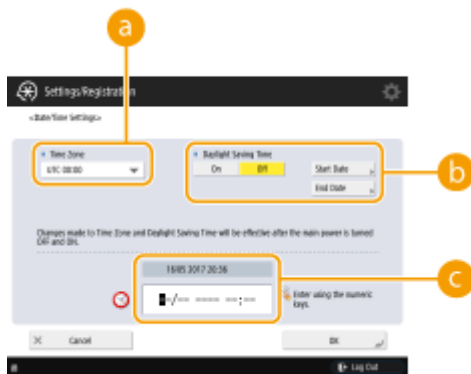 a
Settings/Registration
<Date/Time Settings>
Time Zone
UTC 00:00
Daylight Saving Time
On
Off
Start Date
End Date
b
Changes made to Time Zone and Daylight Saving Time will be effective after the main power is turned
OFF and ON.
16/05 2017 20:36
--/-- ---- --:--
Enter using the numeric
keys.
c
Cancel
OK
Log Out